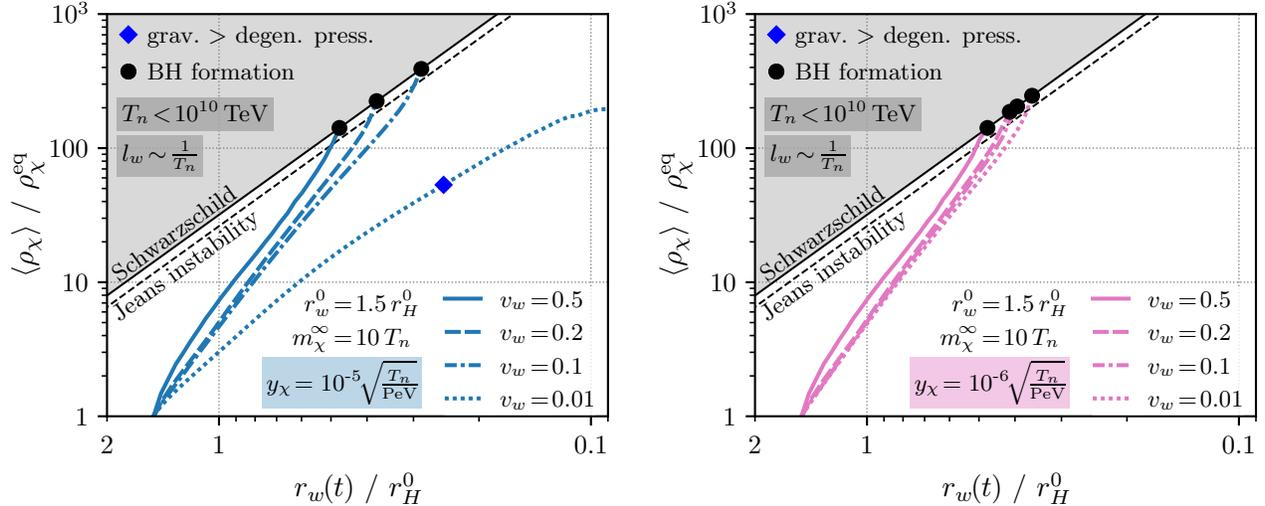 10³
100
10
1
⟨ρ_χ⟩ / ρ_χ^eq
grav. > degen. press.
BH formation
T_n < 10¹⁰ TeV
l_w ∼ 1/T_n
Schwarzschild
Jeans instability
r_w^0 = 1.5 r_H^0
m_χ^∞ = 10 T_n
y_χ = 10^-5 √(T_n/PeV)
v_w = 0.5
v_w = 0.2
v_w = 0.1
v_w = 0.01
2 1 0.1
r_w(t) / r_H^0
10³
100
10
1
⟨ρ_χ⟩ / ρ_χ^eq
grav. > degen. press.
BH formation
T_n < 10¹⁰ TeV
l_w ∼ 1/T_n
Schwarzschild
Jeans instability
r_w^0 = 1.5 r_H^0
m_χ^∞ = 10 T_n
y_χ = 10^-6 √(T_n/PeV)
v_w = 0.5
v_w = 0.2
v_w = 0.1
v_w = 0.01
2 1 0.1
r_w(t) / r_H^0